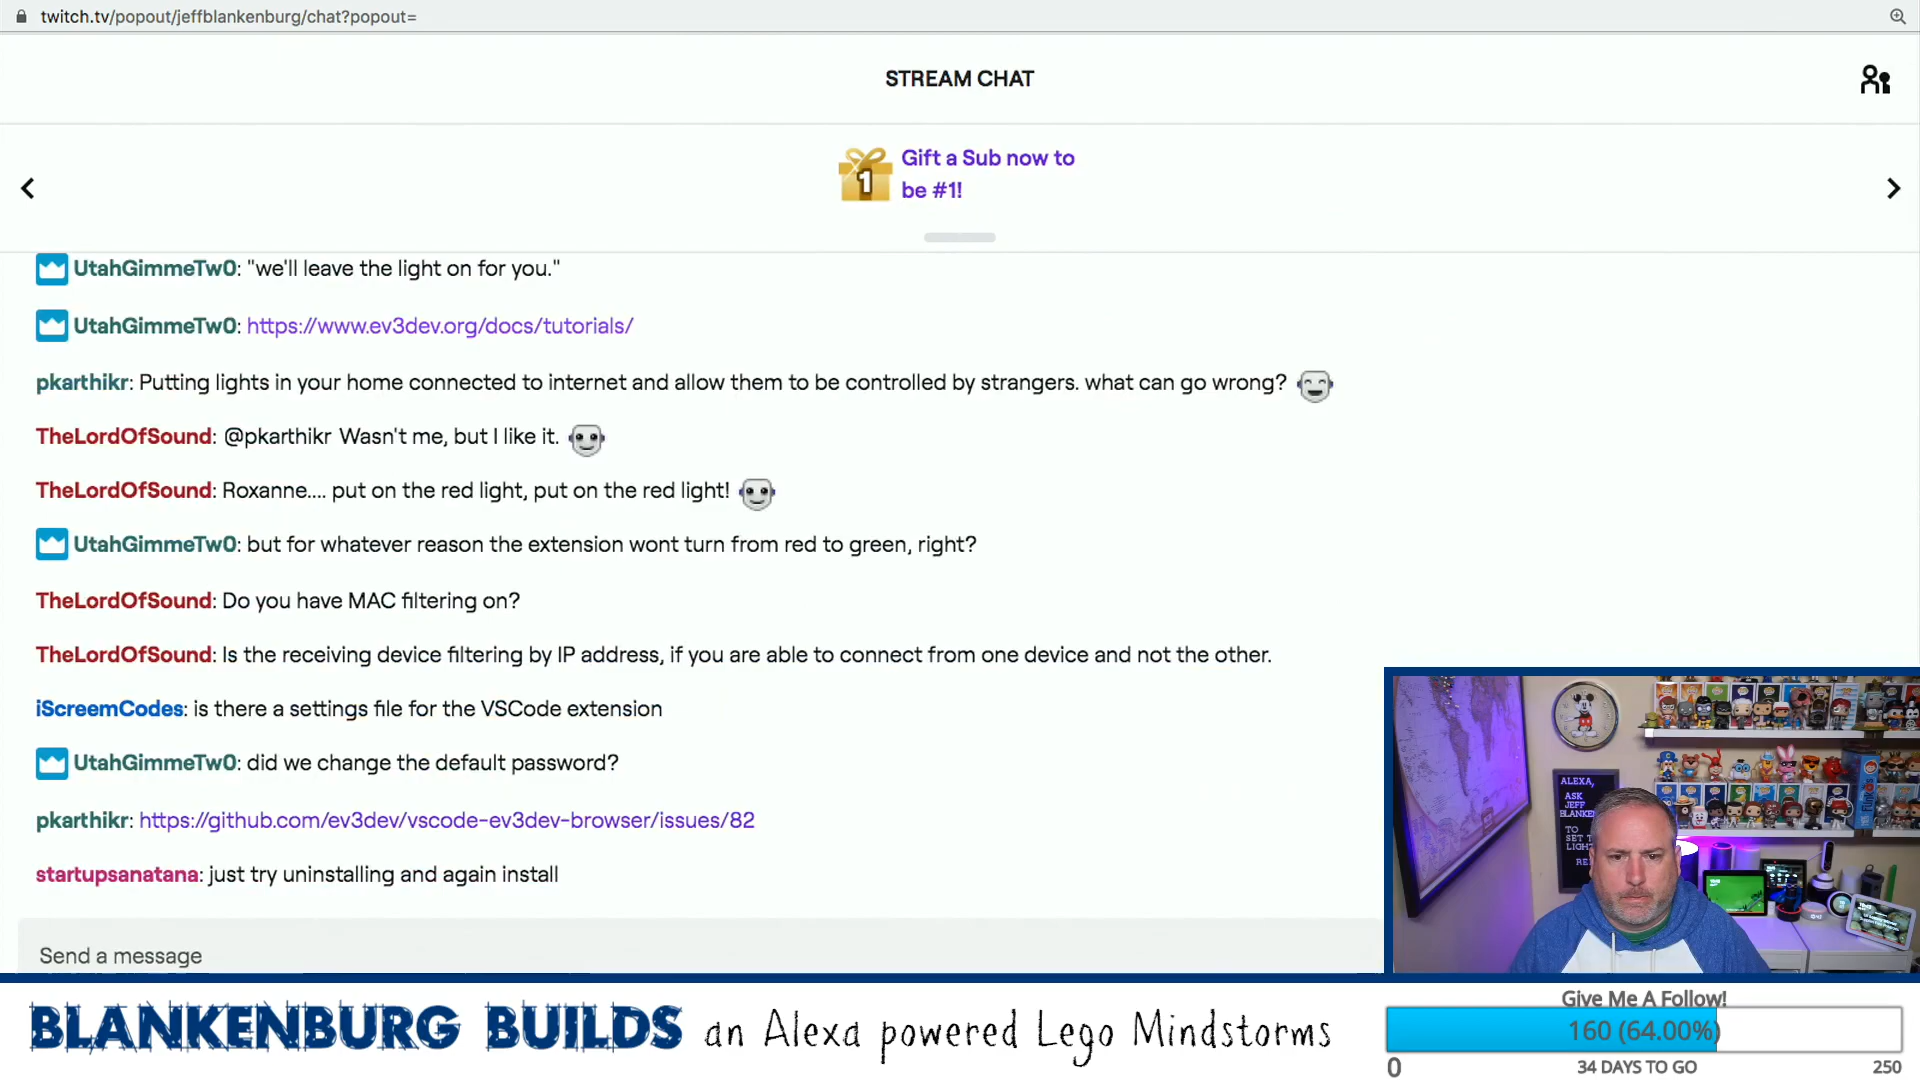 twitch.tv/popout/jeffblankenburg/chat?popout=
STREAM CHAT
1
Gift a Sub now to
be #1!
UtahGimmeTw0: "we'll leave the light on for you."
UtahGimmeTw0: https://www.ev3dev.org/docs/tutorials/
pkarthikr: Putting lights in your home connected to internet and allow them to be controlled by strangers. what can go wrong?
TheLordOfSound: @pkarthikr Wasn't me, but I like it.
TheLordOfSound: Roxanne.... put on the red light, put on the red light!
UtahGimmeTw0: but for whatever reason the extension wont turn from red to green, right?
TheLordOfSound: Do you have MAC filtering on?
TheLordOfSound: Is the receiving device filtering by IP address, if you are able to connect from one device and not the other.
iScreemCodes: is there a settings file for the VSCode extension
UtahGimmeTw0: did we change the default password?
pkarthikr: https://github.com/ev3dev/vscode-ev3dev-browser/issues/82
startupsanatana: just try uninstalling and again install
Send a message
ALEXA,
ASK
JEFF
BLANKEN
TO
SET T
LIGH
RE
BLANKENBURG BUILDS an Alexa powered Lego Mindstorms
Give Me A Follow!
160 (64.00%)
0
34 DAYS TO GO
250